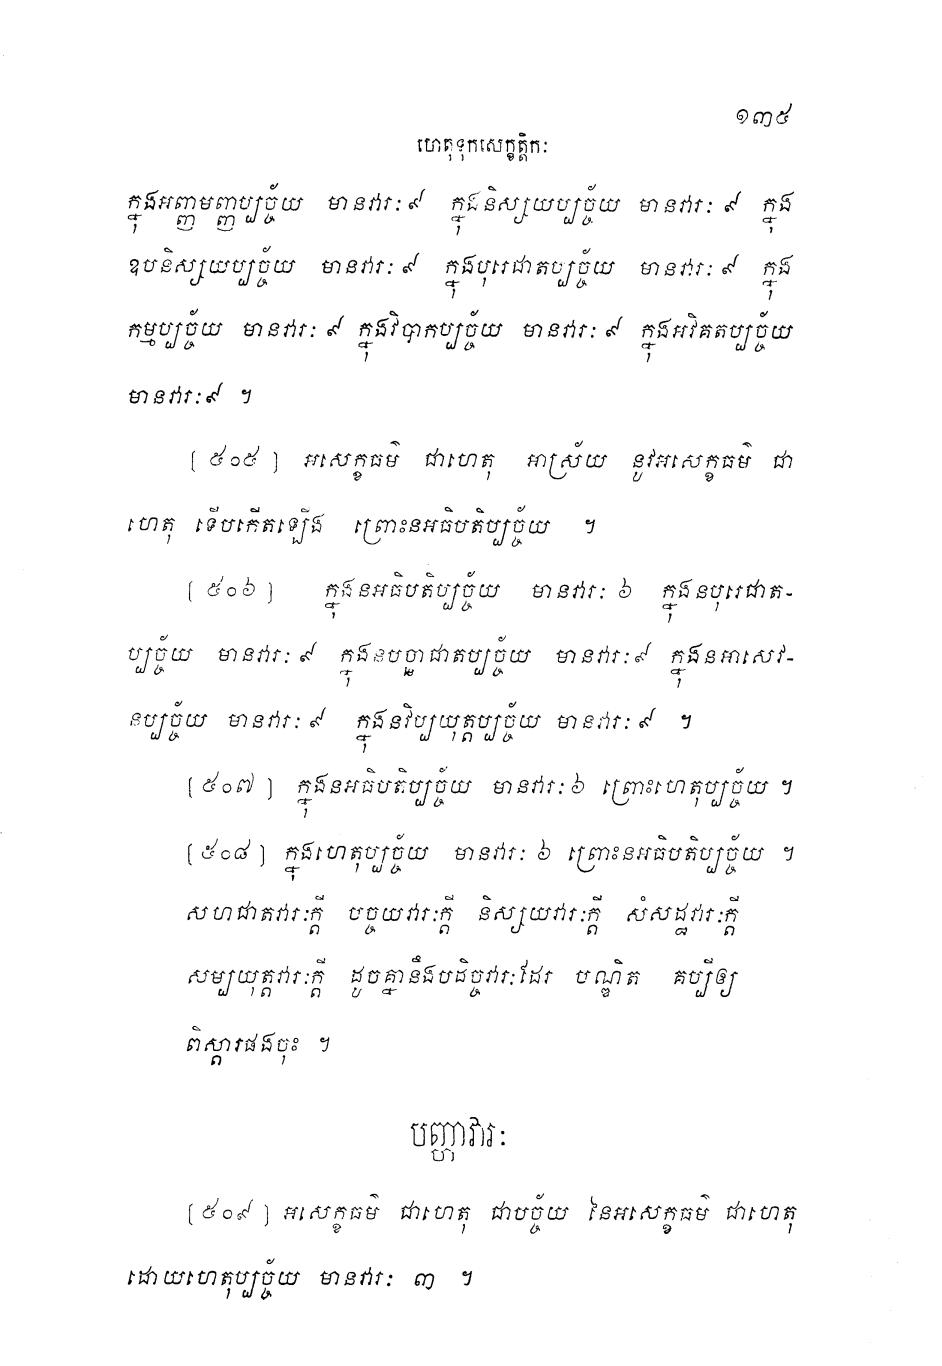 ១៣៥
ហេតុទុកសេក្ខត្តិកៈ
ក្នុងអញ្ញមញ្ញប្បច្ច័យ មានវារៈ ៩ ក្នុងនិស្សយប្បច្ច័យ មានវារៈ ៩ ក្នុង
ឧបនិស្សយប្បច្ច័យ មានវារៈ ៩ ក្នុងបុរេជាតប្បច្ច័យ មានវារៈ ៩ ក្នុង
កម្មប្បច្ច័យ មានវារៈ ៩ ក្នុងវិបាកប្បច្ច័យ មានវារៈ ៩ ក្នុងអវិគតប្បច្ច័យ
មានវារៈ ៩ ។
[ ៥០៥ ] អសេក្ខធម៌ ជាហេតុ អាស្រ័យ នូវអសេក្ខធម៌ ជា
ហេតុ ទើបកើតឡើង ព្រោះនអធិបតិប្បច្ច័យ ។
[ ៥០៦ ] ក្នុងនអធិបតិប្បច្ច័យ មានវារៈ ៦ ក្នុងនបុរេជាត-
ប្បច្ច័យ មានវារៈ ៩ ក្នុងនបច្ឆាជាតប្បច្ច័យ មានវារៈ ៩ ក្នុងនអាសេវ-
នប្បច្ច័យ មានវារៈ ៩ ក្នុងនវិប្បយុត្តប្បច្ច័យ មានវារៈ ៩ ។
[ ៥០៧ ] ក្នុងនអធិបតិប្បច្ច័យ មានវារៈ ៦ ព្រោះហេតុប្បច្ច័យ ។
[ ៥០៨ ] ក្នុងហេតុប្បច្ច័យ មានវារៈ ៦ ព្រោះនអធិបតិប្បច្ច័យ ។
សហជាតវារៈក្តី បច្ចយវារៈក្តី និស្សយវារៈក្តី សំសដ្ឋវារៈក្តី
សម្បយុត្តវារៈក្តី ដូចគ្នានឹងបដិច្ចវារៈដែរ បណ្ឌិត គប្បីឲ្យ
ពិស្តារផងចុះ ។
បញ្ហាវារៈ
[ ៥០៩ ] អសេក្ខធម៌ ជាហេតុ ជាបច្ច័យ នៃអសេក្ខធម៌ ជាហេតុ
ដោយហេតុប្បច្ច័យ មានវារៈ ៣ ។